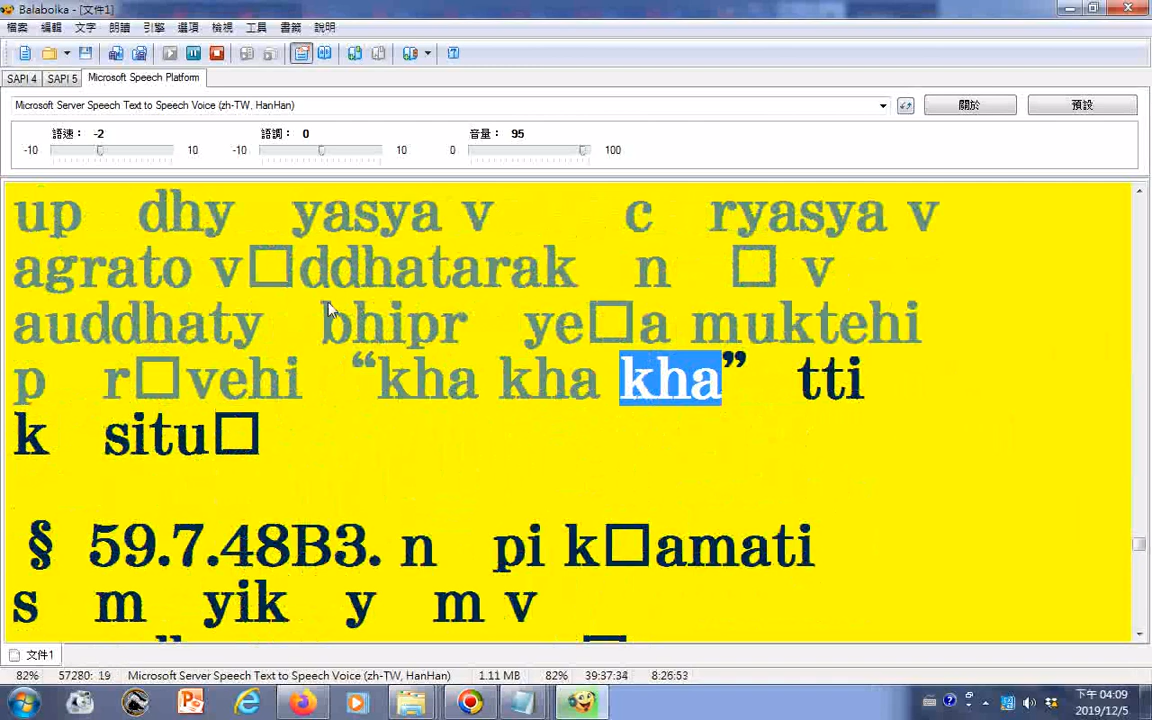 Balabolka - [文件1]
檔案 編輯 文字 朗讀 引擎 選項 檢視 工具 書籤 說明
SAPI 4 SAPI 5 Microsoft Speech Platform
Microsoft Server Speech Text to Speech Voice (zh-TW, HanHan) 關於 預設
語速： -2 語調： 0 音量： 95
-10 10 -10 10 0 100
up dhy yasya v c ryasya v
agrato v□ddhatarak n □ v
auddhaty bhipr ye□a muktehi
p r□vehi “kha kha kha” tti
k situ□
§ 59.7.48B3. n pi k□amati
s m yik y m v
文件1
82% 57280: 19 Microsoft Server Speech Text to Speech Voice (zh-TW, HanHan) 1.11 MB 82% 39:37:34 8:26:53
下午 04:09
2019/12/5